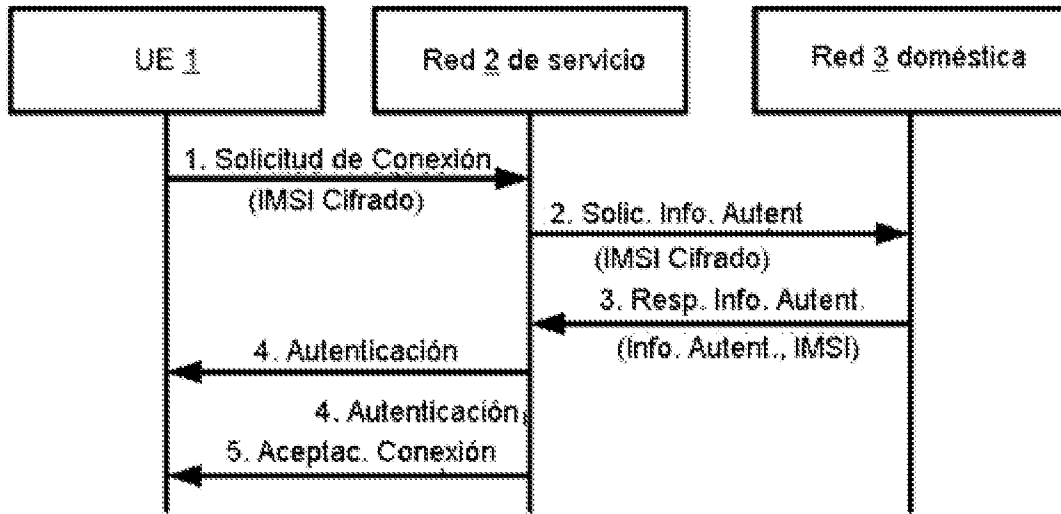 UE 1
Red 2 de servicio
Red 3 doméstica
1. Solicitud de Conexión
(IMSI Cifrado)
2. Solic. Info. Autent
(IMSI Cifrado)
3. Resp. Info. Autent.
(Info. Autent., IMSI)
4. Autenticación
4. Autenticación
5. Aceptac. Conexión